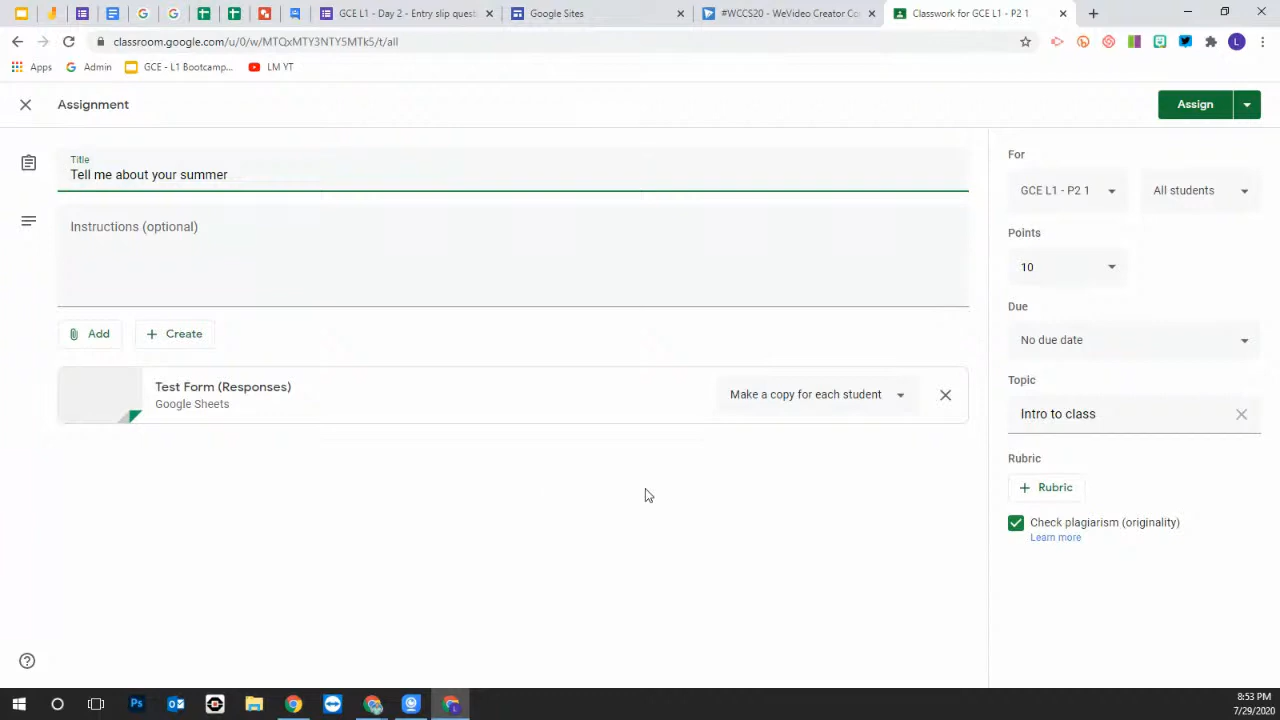 GCE L1 - Day 2 - Entry slip quest
Google Sites
#WCCS20 - WeVideo Creator Co
Classwork for GCE L1 - P2 1
classroom.google.com/u/0/w/MTQxMTY3NTY5MTk5/t/all
L
Apps
Admin
GCE - L1 Bootcamp...
LM YT
Assignment
Assign
Title
Tell me about your summer
Instructions (optional)
Add
Create
Test Form (Responses)
Google Sheets
Make a copy for each student
For
GCE L1 - P2 1
All students
Points
10
Due
No due date
Topic
Intro to class
Rubric
Rubric
Check plagiarism (originality)
Learn more
8:53 PM
7/29/2020